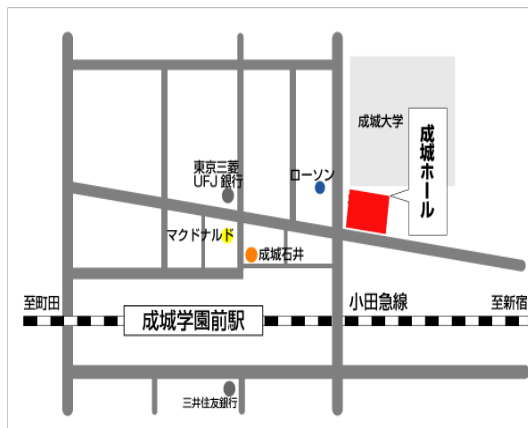 成城大学
成城ホール
東京三菱
UFJ 銀行
ローソン
マクドナルド
成城石井
至町田
小田急線
至新宿
成城学園前駅
三井住友銀行